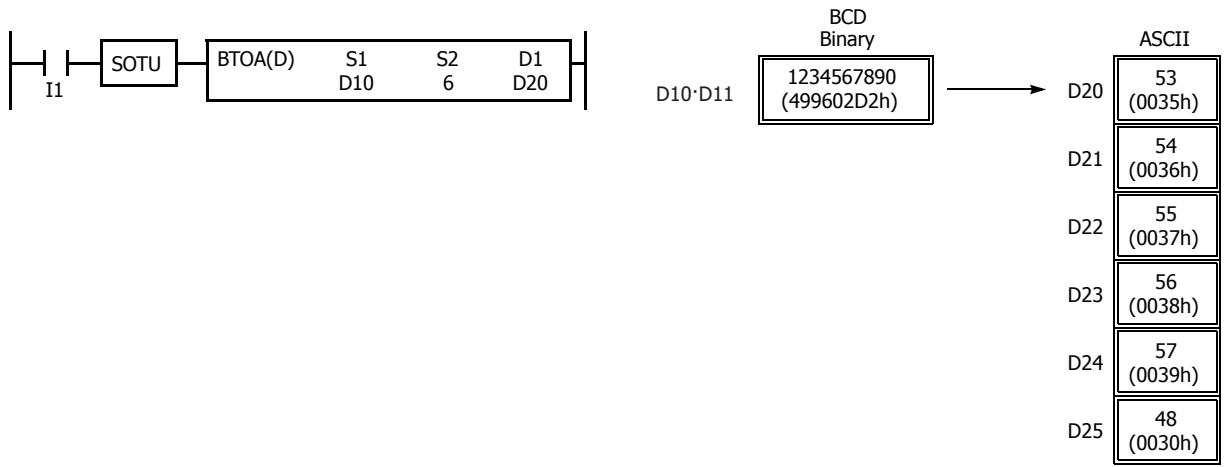 I1
SOTU
BTOA(D) S1 S2 D1
D10 6 D20
BCD
Binary
D10·D11
1234567890
(499602D2h)
ASCII
D20
53
(0035h)
D21
54
(0036h)
D22
55
(0037h)
D23
56
(0038h)
D24
57
(0039h)
D25
48
(0030h)